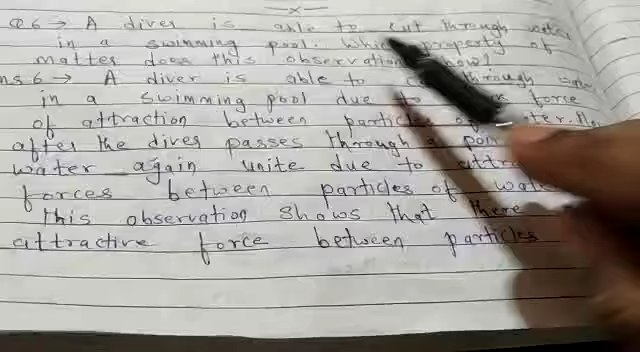 Q6 → A diver is able to cut through water
in a swimming pool. Which property of
matter does this observation show?
Ans 6 → A diver is able to through
in a swimming pool due to force
of attraction between particles of
after the diver passes through a
water again unite due to
forces between particles of
this observation shows that there
attractive force between particles